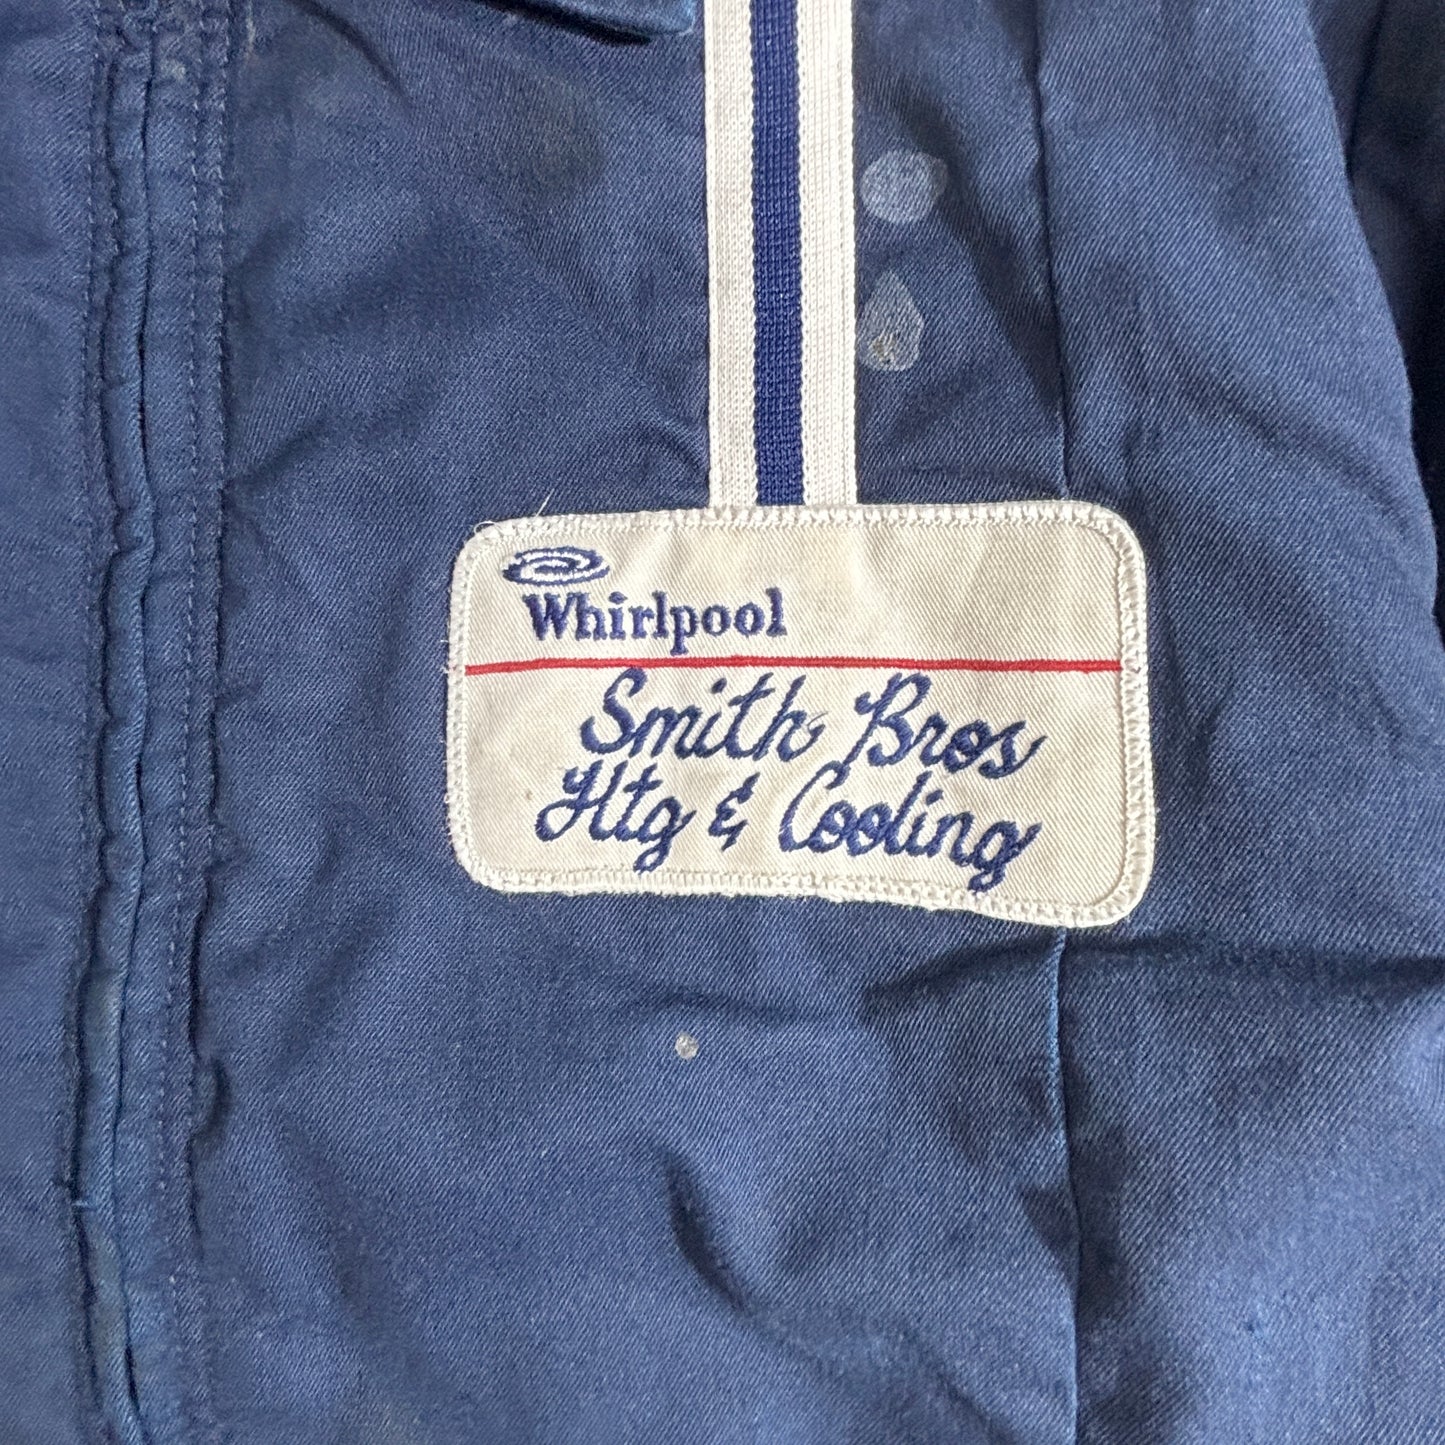 Whirlpool
Smith Bros
Htg & Cooling